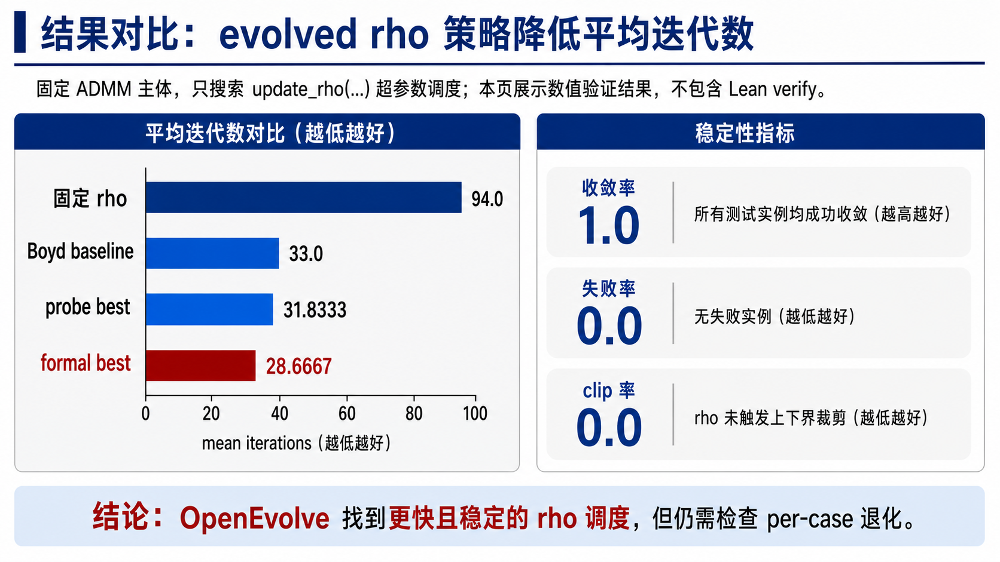 结果对比：evolved rho 策略降低平均迭代数
固定 ADMM 主体，只搜索 update_rho(...) 超参数调度；本页展示数值验证结果，不包含 Lean verify。
平均迭代数对比（越低越好）
固定 rho
94.0
Boyd baseline
33.0
probe best
31.8333
formal best
28.6667
0 20 40 60 80 100
mean iterations（越低越好）
稳定性指标
收敛率
1.0
所有测试实例均成功收敛（越高越好）
失败率
0.0
无失败实例（越低越好）
clip 率
0.0
rho 未触发上下界裁剪（越低越好）
结论：OpenEvolve 找到更快且稳定的 rho 调度，但仍需检查 per-case 退化。